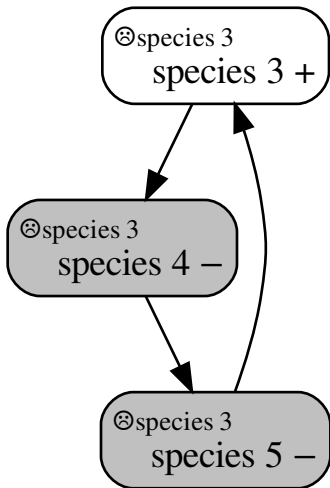 ☹species 3
species 3 +
☹species 3
species 4 −
☹species 3
species 5 −